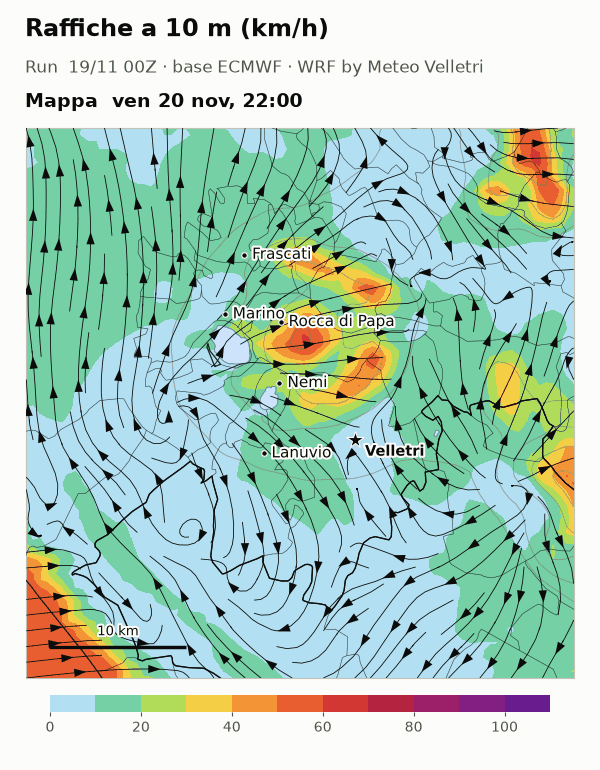 Raffiche a 10 m (km/h)
Run  19/11 00Z · base ECMWF · WRF by Meteo Velletri
Mappa  ven 20 nov, 22:00
Frascati
Marino
Rocca di Papa
Nemi
Velletri
Lanuvio
10 km
0 20 40 60 80 100